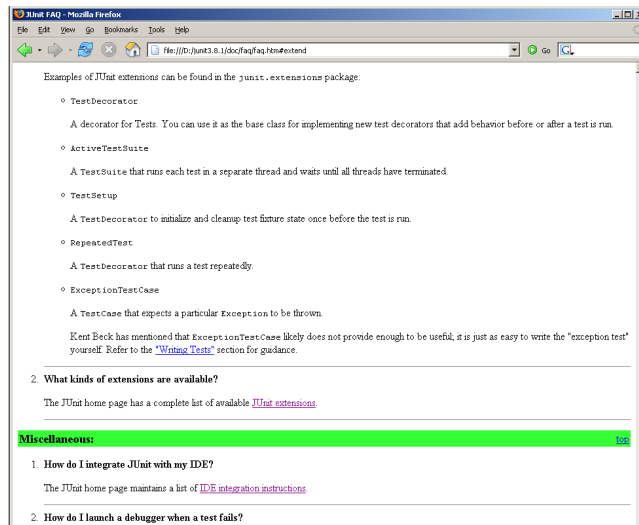 JUnit FAQ - Mozilla Firefox
File Edit View Go Bookmarks Tools Help
file:///D:/junit3.8.1/doc/faq/faq.htm#extend Go
Examples of JUnit extensions can be found in the junit.extensions package:
TestDecorator
A decorator for Tests. You can use it as the base class for implementing new test decorators that add behavior before or after a test is run.
ActiveTestSuite
A TestSuite that runs each test in a separate thread and waits until all threads have terminated.
TestSetup
A TestDecorator to initialize and cleanup test fixture state once before the test is run.
RepeatedTest
A TestDecorator that runs a test repeatedly.
ExceptionTestCase
A TestCase that expects a particular Exception to be thrown.
Kent Beck has mentioned that ExceptionTestCase likely does not provide enough to be useful; it is just as easy to write the "exception test"
yourself. Refer to the "Writing Tests" section for guidance.
2. What kinds of extensions are available?
The JUnit home page has a complete list of available JUnit extensions.
Miscellaneous: top
1. How do I integrate JUnit with my IDE?
The JUnit home page maintains a list of IDE integration instructions.
2. How do I launch a debugger when a test fails?